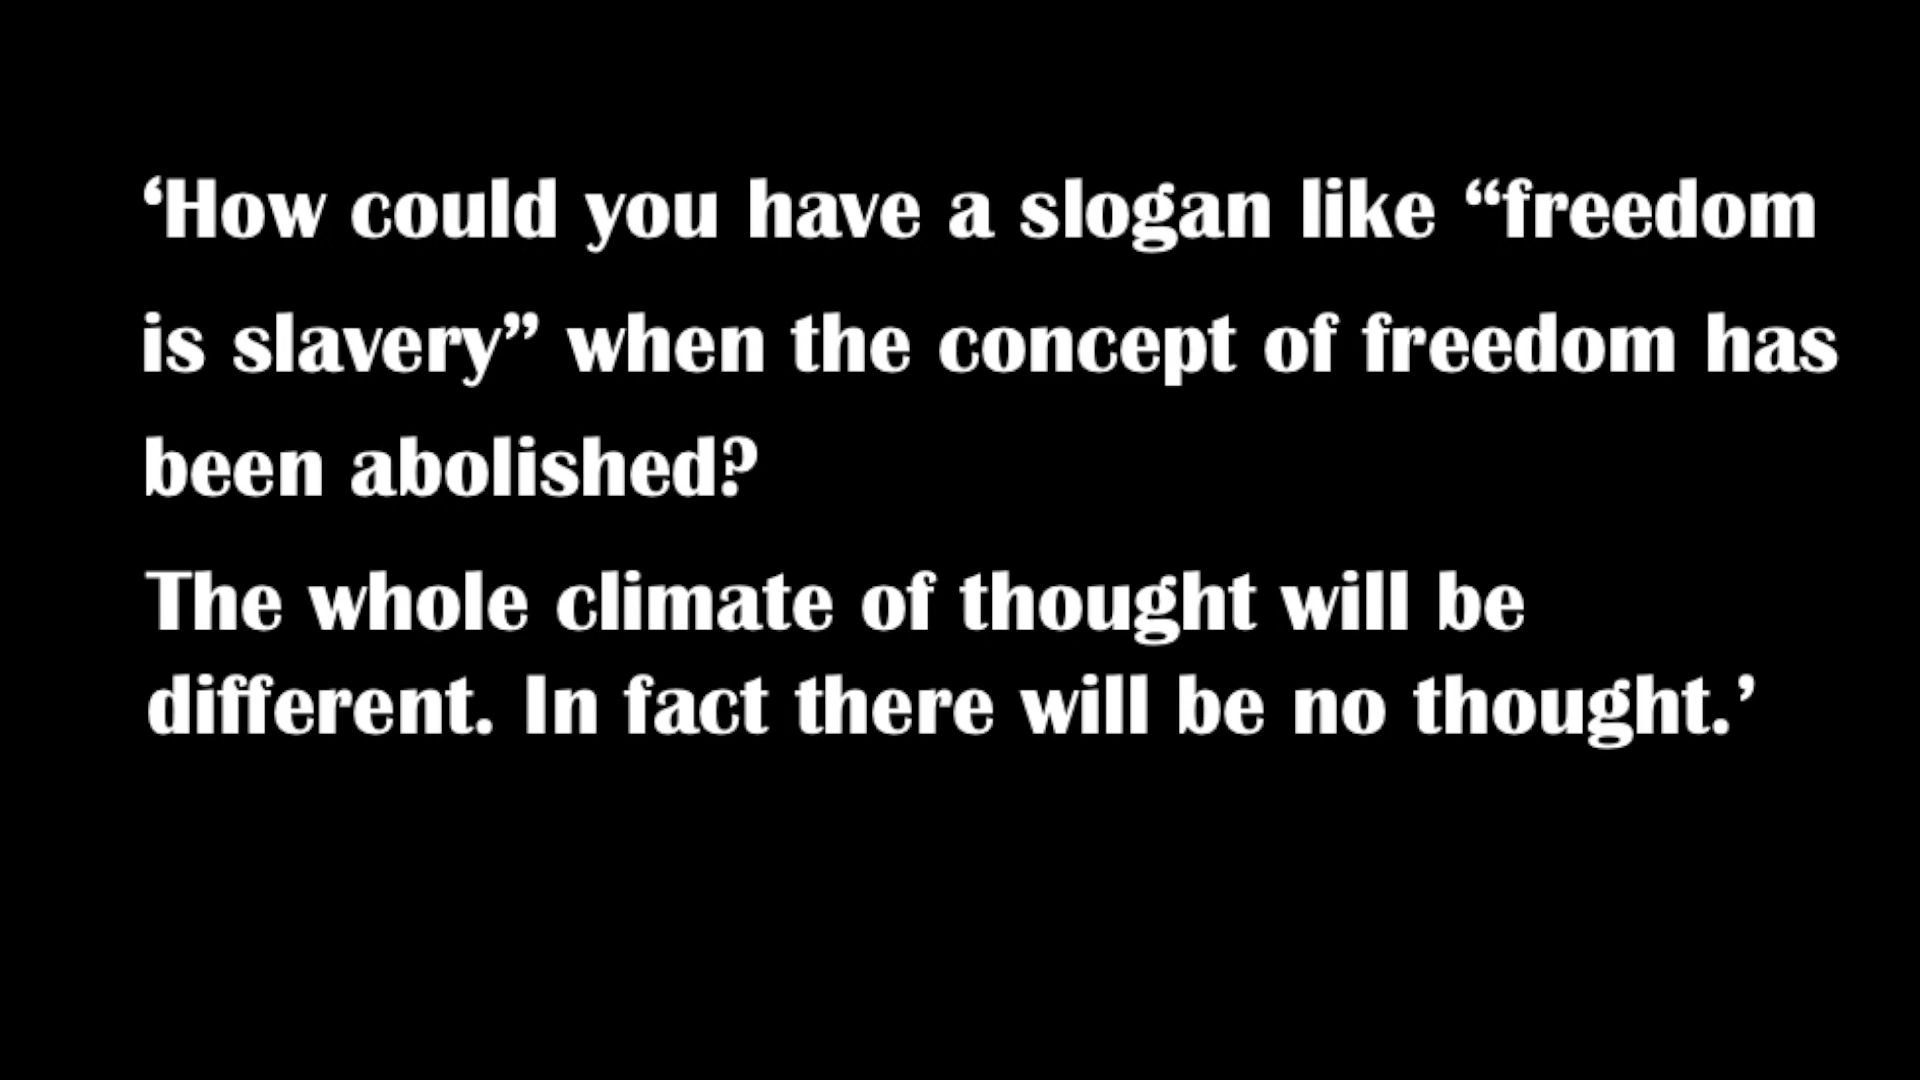 ‘How could you have a slogan like “freedom
is slavery” when the concept of freedom has
been abolished?
The whole climate of thought will be
different. In fact there will be no thought.’